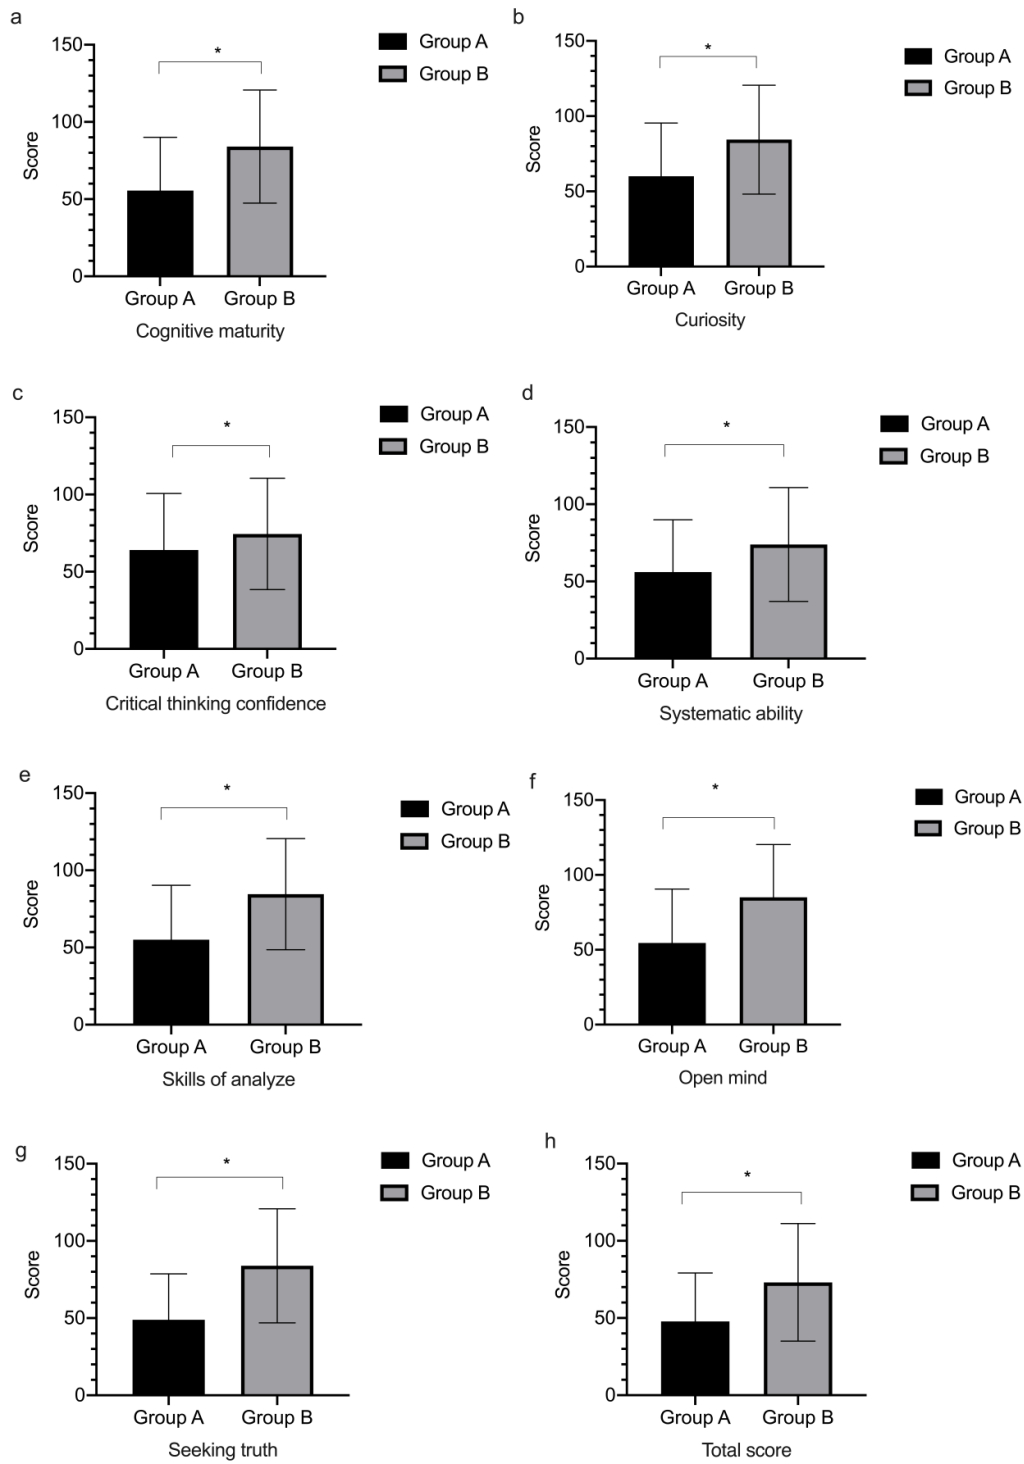 a
*
Group A
Group B
150
100
50
0
Score
Group A Group B
Cognitive maturity
b
*
Group A
Group B
150
100
50
0
Score
Group A Group B
Curiosity
c
*
Group A
Group B
150
100
50
0
Score
Group A Group B
Critical thinking confidence
d
*
Group A
Group B
150
100
50
0
Score
Group A Group B
Systematic ability
e
*
Group A
Group B
150
100
50
0
Score
Group A Group B
Skills of analyze
f
*
Group A
Group B
150
100
50
0
Score
Group A Group B
Open mind
g
*
Group A
Group B
150
100
50
0
Score
Group A Group B
Seeking truth
h
*
Group A
Group B
150
100
50
0
Score
Group A Group B
Total score